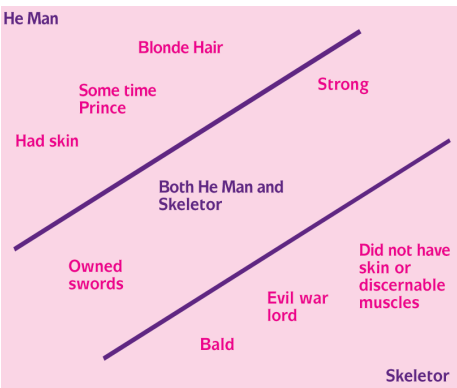 He Man
Blonde Hair
Some time
Prince
Had skin
Strong
Both He Man and
Skeletor
Owned
swords
Did not have
skin or
discernable
muscles
Evil war
lord
Bald
Skeletor